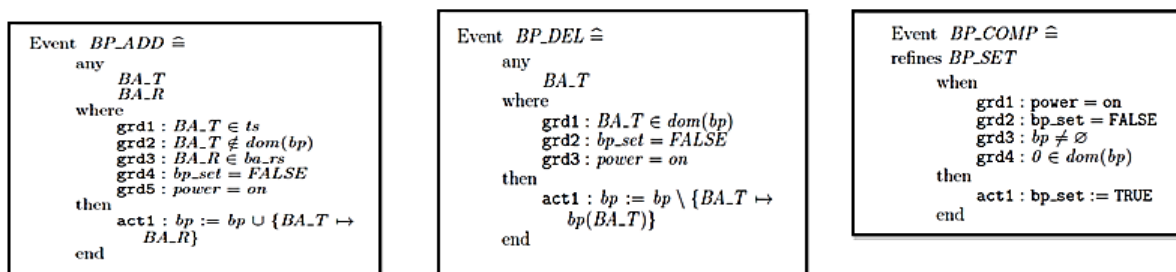 Event BP_ADD ≙
any
BA_T
BA_R
where
grd1 : BA_T ∈ ts
grd2 : BA_T ∉ dom(bp)
grd3 : BA_R ∈ ba_rs
grd4 : bp_set = FALSE
grd5 : power = on
then
act1 : bp := bp ∪ {BA_T ↦
BA_R}
end
Event BP_DEL ≙
any
BA_T
where
grd1 : BA_T ∈ dom(bp)
grd2 : bp_set = FALSE
grd3 : power = on
then
act1 : bp := bp \ {BA_T ↦
bp(BA_T)}
end
Event BP_COMP ≙
refines BP_SET
when
grd1 : power = on
grd2 : bp_set = FALSE
grd3 : bp ≠ ∅
grd4 : 0 ∈ dom(bp)
then
act1 : bp_set := TRUE
end